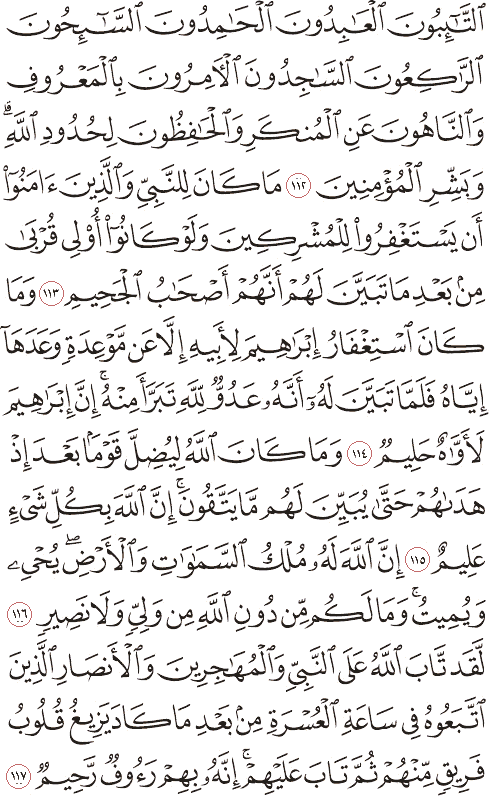 ٱلتَّـٰٓئِبُونَ ٱلْعَـٰبِدُونَ ٱلْحَـٰمِدُونَ ٱلسَّـٰٓئِحُونَ
ٱلرَّٰكِعُونَ ٱلسَّـٰجِدُونَ ٱلْـَٔامِرُونَ بِٱلْمَعْرُوفِ
وَٱلنَّاهُونَ عَنِ ٱلْمُنكَرِ وَٱلْحَـٰفِظُونَ لِحُدُودِ ٱللَّهِ ۗ
وَبَشِّرِ ٱلْمُؤْمِنِينَ ١١٢ مَا كَانَ لِلنَّبِىِّ وَٱلَّذِينَ ءَامَنُوٓا۟
أَن يَسْتَغْفِرُوا۟ لِلْمُشْرِكِينَ وَلَوْ كَانُوٓا۟ أُو۟لِى قُرْبَىٰ
مِنۢ بَعْدِ مَا تَبَيَّنَ لَهُمْ أَنَّهُمْ أَصْحَـٰبُ ٱلْجَحِيمِ ١١٣ وَمَا
كَانَ ٱسْتِغْفَارُ إِبْرَٰهِيمَ لِأَبِيهِ إِلَّا عَن مَّوْعِدَةٍ وَعَدَهَآ
إِيَّاهُ فَلَمَّا تَبَيَّنَ لَهُۥٓ أَنَّهُۥ عَدُوٌّ لِّلَّهِ تَبَرَّأَ مِنْهُ ۚ إِنَّ إِبْرَٰهِيمَ
لَأَوَّٰهٌ حَلِيمٌ ١١٤ وَمَا كَانَ ٱللَّهُ لِيُضِلَّ قَوْمًۢا بَعْدَ إِذْ
هَدَىٰهُمْ حَتَّىٰ يُبَيِّنَ لَهُم مَّا يَتَّقُونَ ۚ إِنَّ ٱللَّهَ بِكُلِّ شَىْءٍ
عَلِيمٌ ١١٥ إِنَّ ٱللَّهَ لَهُۥ مُلْكُ ٱلسَّمَـٰوَٰتِ وَٱلْأَرْضِ ۖ يُحْىِۦ
وَيُمِيتُ ۚ وَمَا لَكُم مِّن دُونِ ٱللَّهِ مِن وَلِىٍّ وَلَا نَصِيرٍ ١١٦
لَّقَد تَّابَ ٱللَّهُ عَلَى ٱلنَّبِىِّ وَٱلْمُهَـٰجِرِينَ وَٱلْأَنصَارِ ٱلَّذِينَ
ٱتَّبَعُوهُ فِى سَاعَةِ ٱلْعُسْرَةِ مِنۢ بَعْدِ مَا كَادَ يَزِيغُ قُلُوبُ
فَرِيقٍ مِّنْهُمْ ثُمَّ تَابَ عَلَيْهِمْ ۚ إِنَّهُۥ بِهِمْ رَءُوفٌ رَّحِيمٌ ١١٧